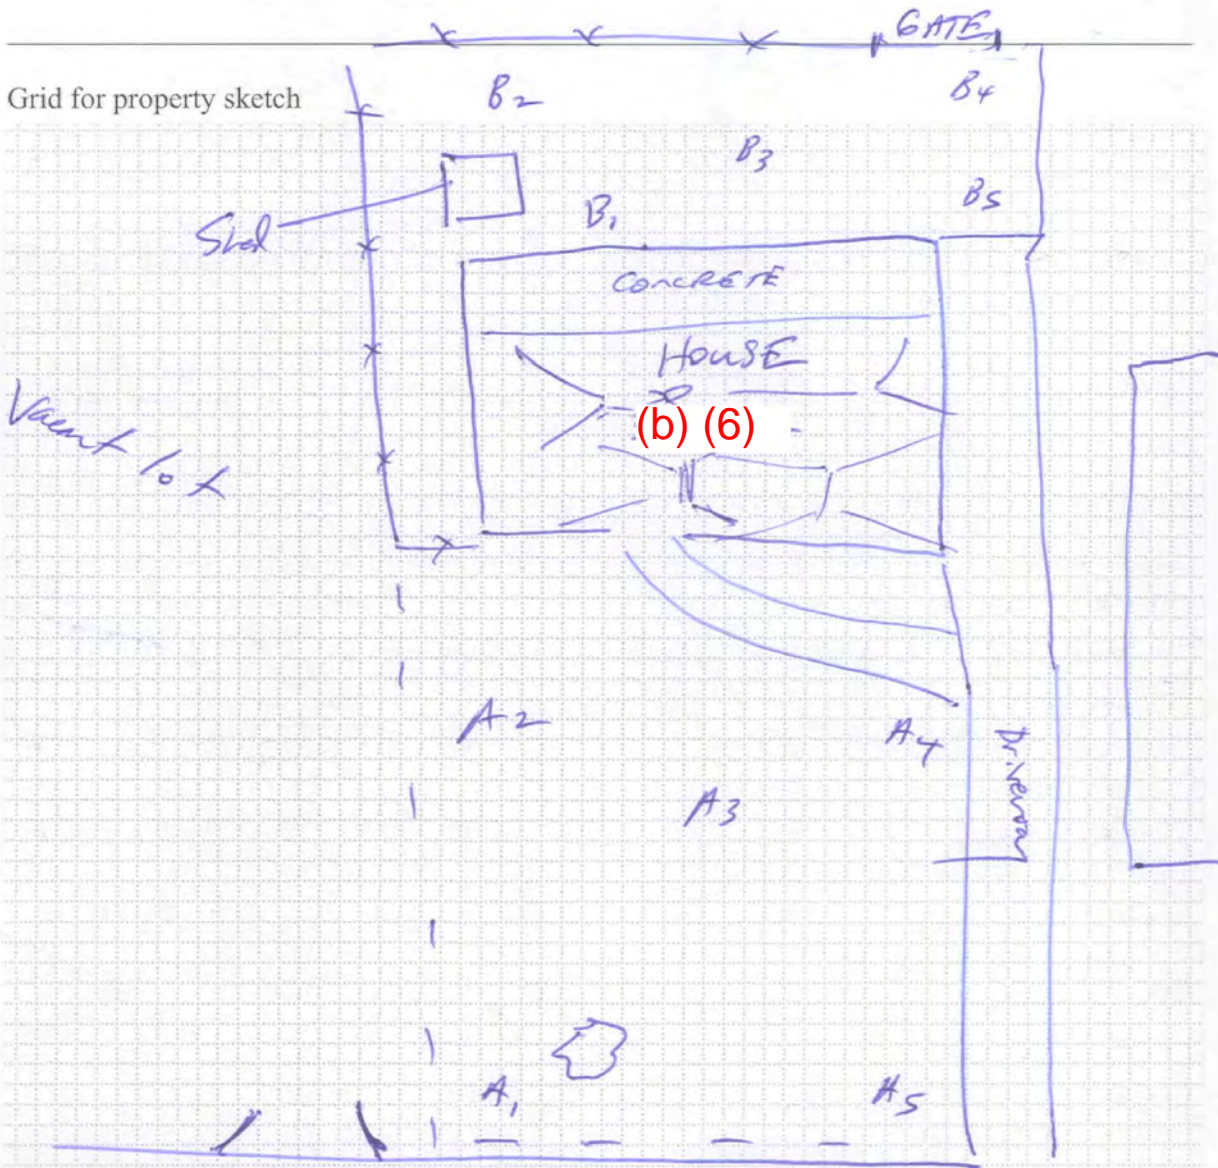 GATE
Grid for property sketch
B2
B4
B3
B5
B1
Shed
CONCRETE
HOUSE
(b) (6)
Vacant lot
A2
A4
Driveway
A3
A1
A5